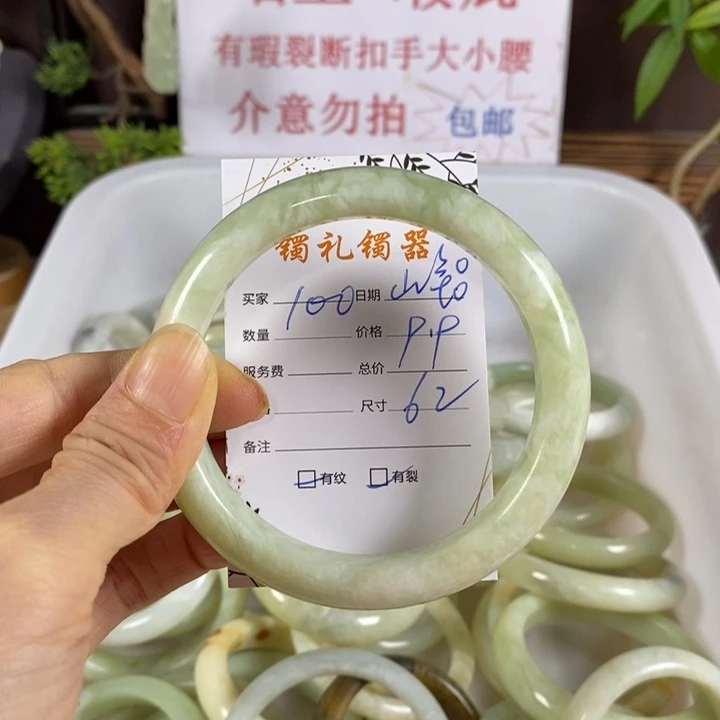 有瑕裂断扣手大小腰
介意勿拍 包邮
镯礼镯器
买家 100 日期
数量 价格 PP
服务费 总价
尺寸 62
备注
有纹 有裂